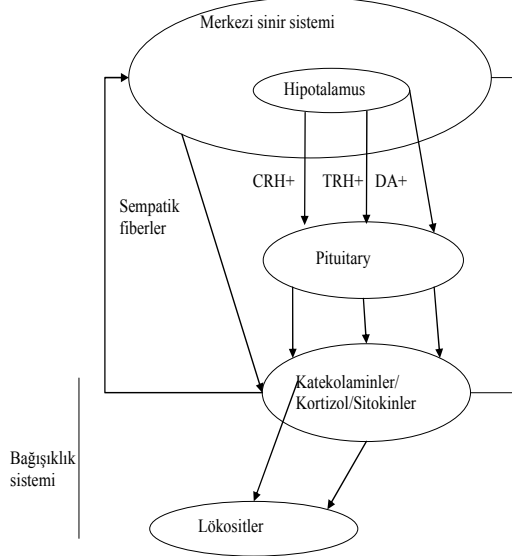 Merkezi sinir sistemi
Hipotalamus
CRH+ TRH+ DA+
Sempatik
fiberler
Pituitary
Katekolaminler/
Kortizol/Sitokinler
Bağışıklık
sistemi
Lökositler